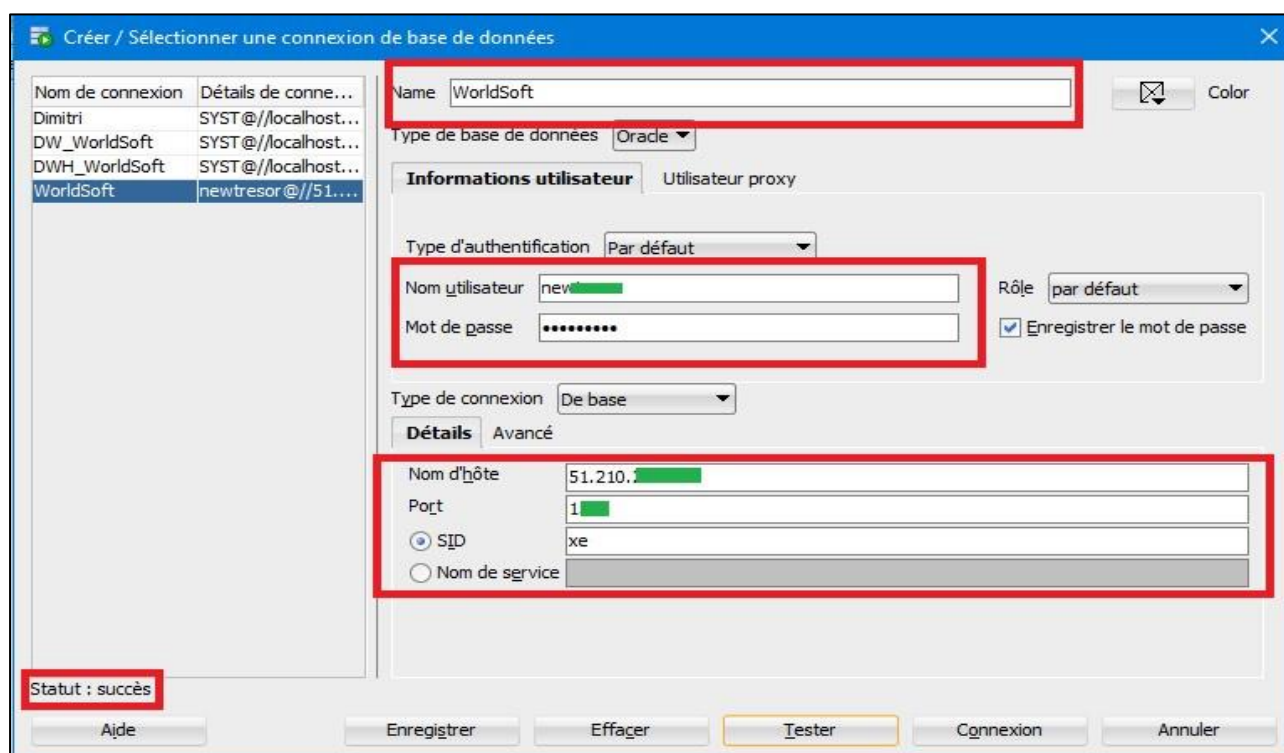 Créer / Sélectionner une connexion de base de données
Nom de connexion Détails de conne...
Dimitri SYST@//localhost...
DW_WorldSoft SYST@//localhost...
DWH_WorldSoft SYST@//localhost...
WorldSoft newtresor@//51....
Name WorldSoft Color
Type de base de données Oracle
Informations utilisateur Utilisateur proxy
Type d'authentification Par défaut
Nom utilisateur new
Rôle par défaut
Mot de passe •••••••••
Enregistrer le mot de passe
Type de connexion De base
Détails Avancé
Nom d'hôte 51.210.
Port 1
SID xe
Nom de service
Statut : succès
Aide Enregistrer Effacer Tester Connexion Annuler